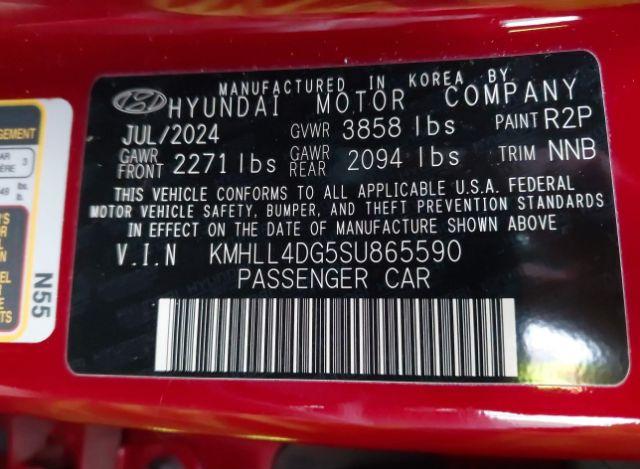 MANUFACTURED IN KOREA BY
HYUNDAI MOTOR COMPANY
JUL/2024 GVWR 3858 lbs PAINT R2P
GAWR FRONT 2271 lbs GAWR REAR 2094 lbs TRIM NNB
THIS VEHICLE CONFORMS TO ALL APPLICABLE U.S.A. FEDERAL
MOTOR VEHICLE SAFETY, BUMPER, AND THEFT PREVENTION STANDARDS
IN EFFECT ON THE DATE OF MANUFACTURE SHOWN ABOVE.
V.I.N KMHLL4DG5SU865590
PASSENGER CAR
N55
lbs.
lb.